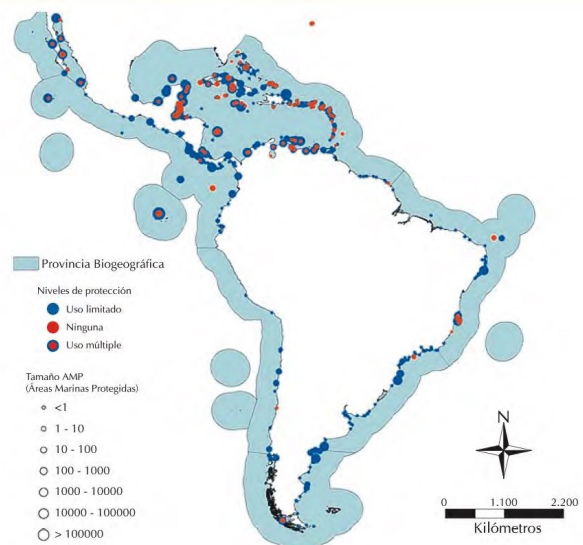 Provincia Biogeográfica
Niveles de protección
Uso limitado
Ninguna
Uso múltiple
Tamaño AMP
(Áreas Marinas Protegidas)
<1
1 - 10
10 - 100
100 - 1000
1000 - 10000
10000 - 100000
> 100000
N
0 1.100 2.200
Kilómetros